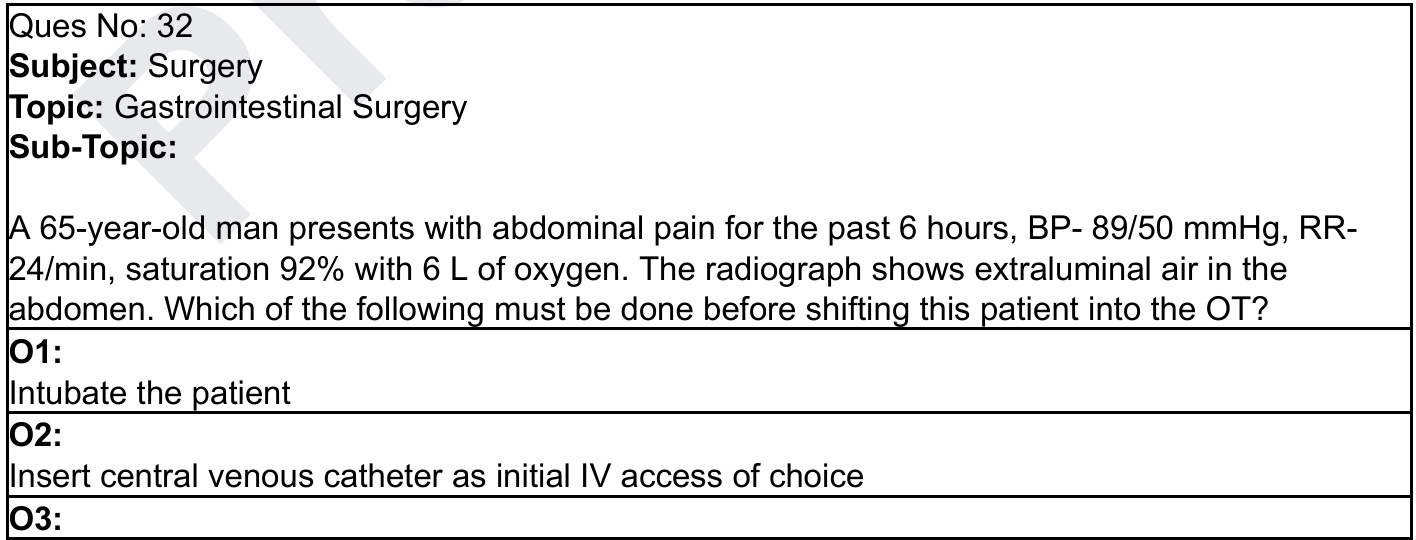 Ques No: 32
Subject: Surgery
Topic: Gastrointestinal Surgery
Sub-Topic:
A 65-year-old man presents with abdominal pain for the past 6 hours, BP- 89/50 mmHg, RR-
24/min, saturation 92% with 6 L of oxygen. The radiograph shows extraluminal air in the
abdomen. Which of the following must be done before shifting this patient into the OT?
O1:
Intubate the patient
O2:
Insert central venous catheter as initial IV access of choice
O3: